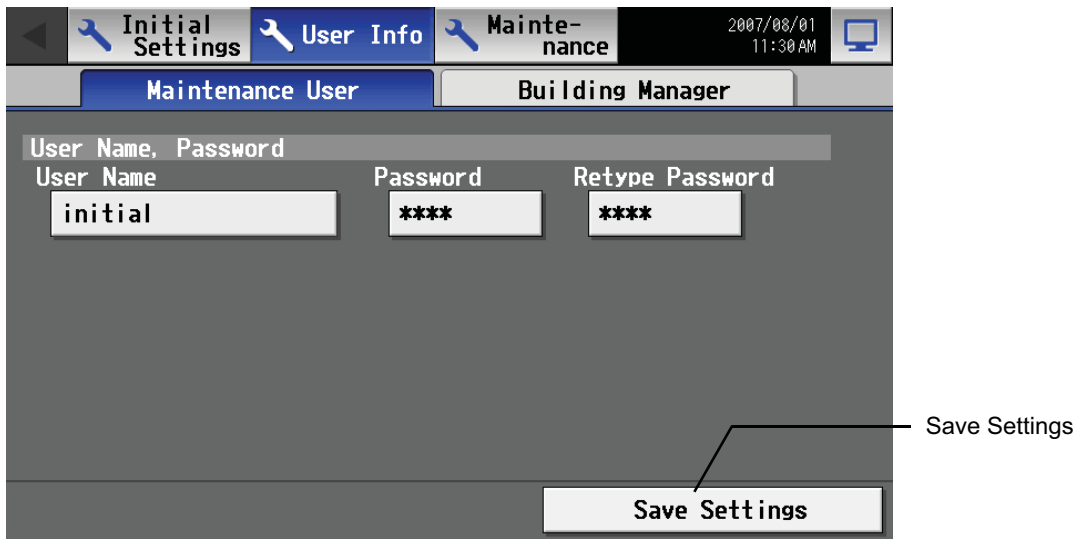 Initial Settings
User Info
Mainte-
nance
2007/08/01
11:30 AM
Maintenance User
Building Manager
User Name, Password
User Name
Password
Retype Password
initial
****
****
Save Settings
Save Settings